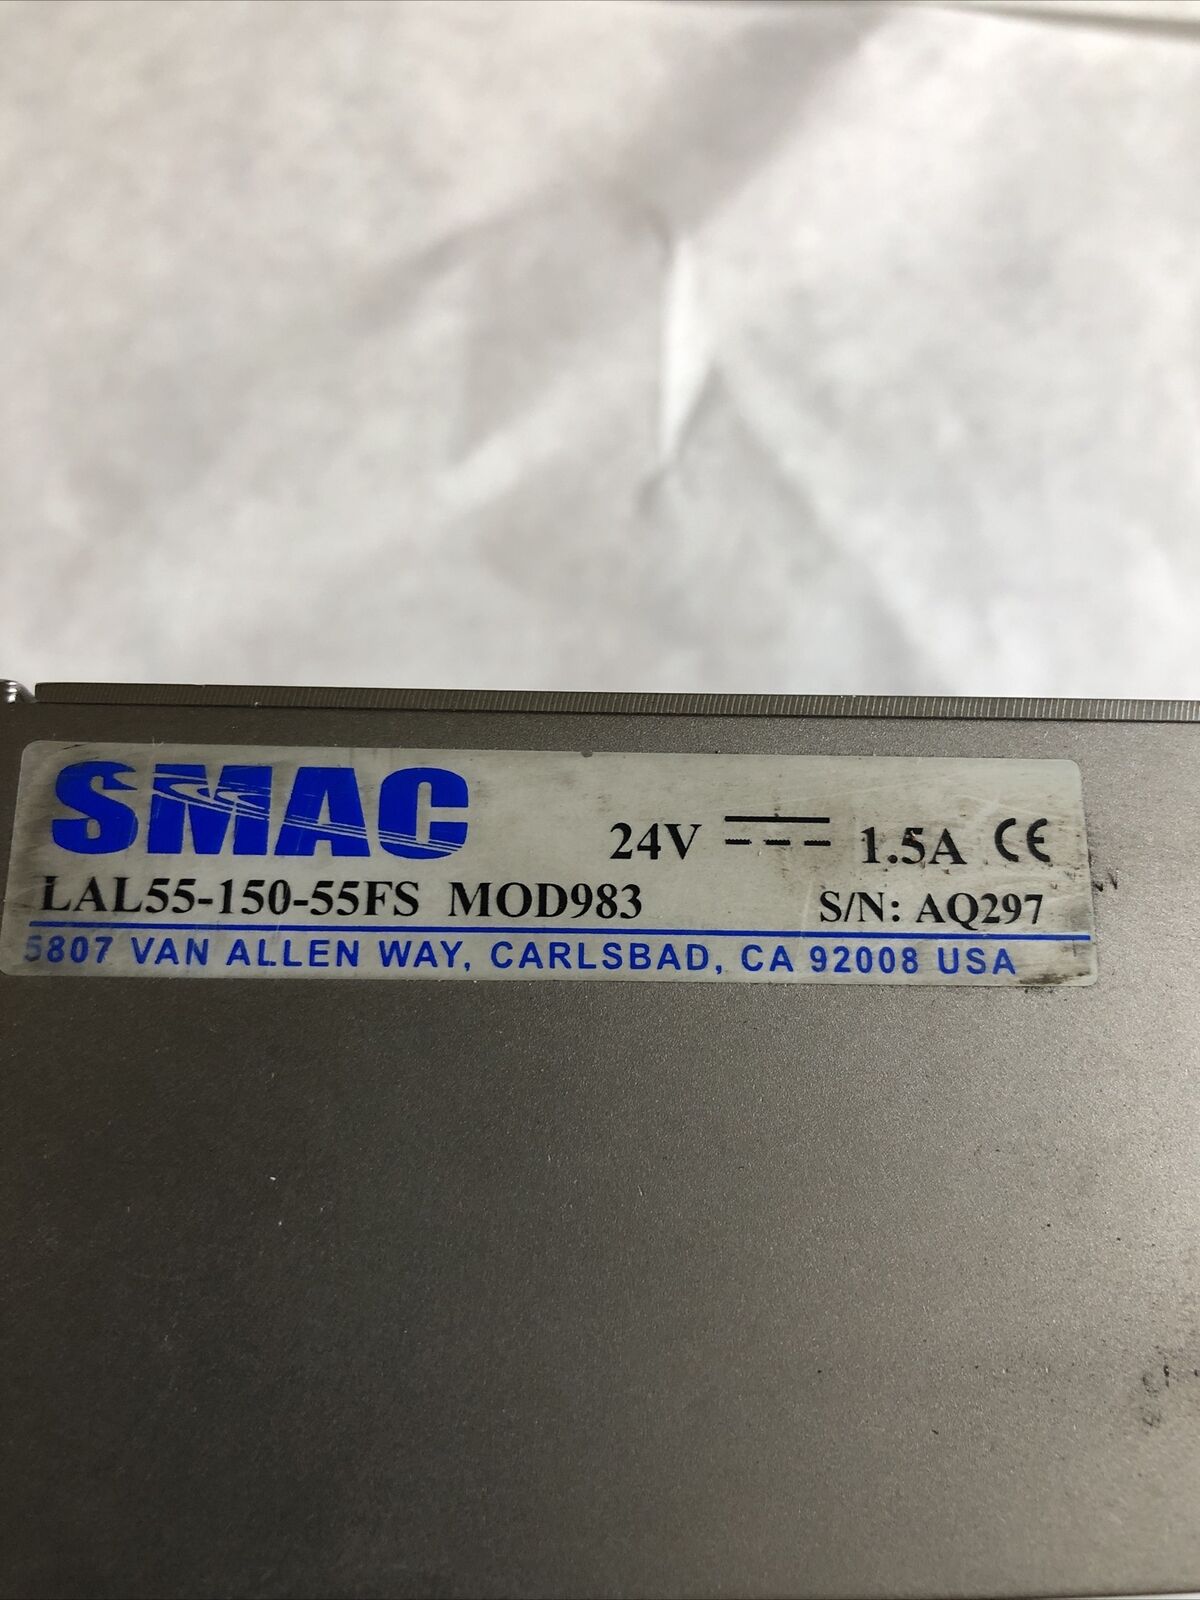 SMAC
24V 1.5A CE
LAL55-150-55FS MOD983 S/N: AQ297
5807 VAN ALLEN WAY, CARLSBAD, CA 92008 USA